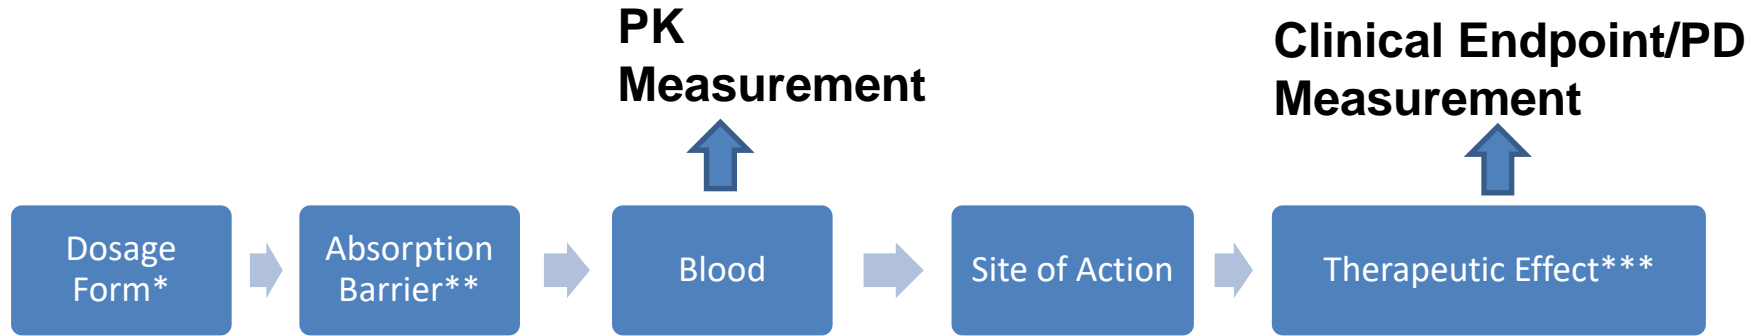 PK
Measurement
Clinical Endpoint/PD
Measurement
Dosage
Form*
Absorption
Barrier**
Blood
Site of Action
Therapeutic Effect***